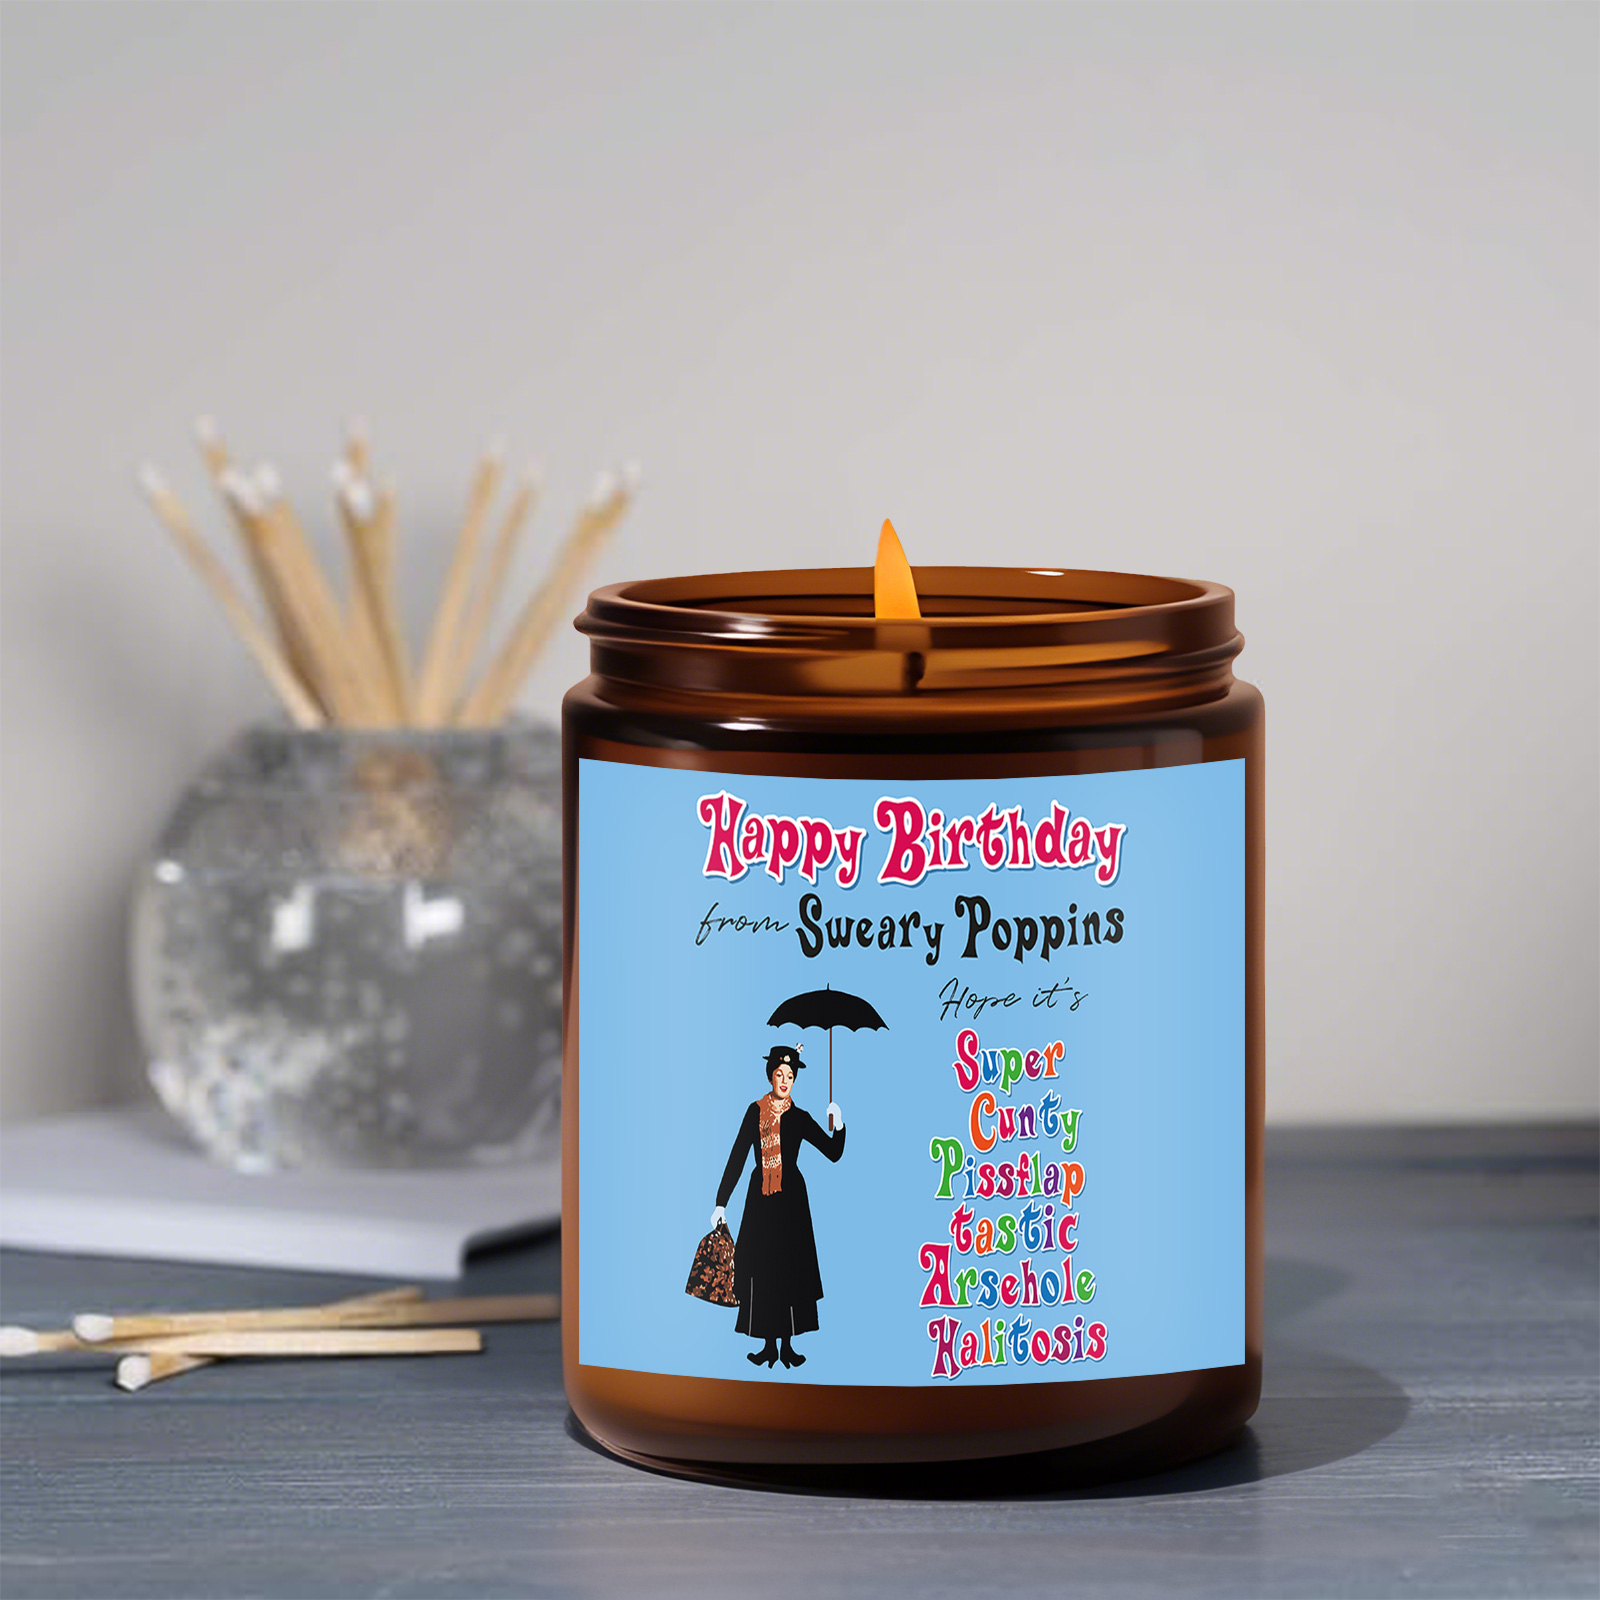 Happy Birthday
from Sweary Poppins
Hope it's
Super
Cunty
Pissflap
tastic
Arsehole
Halitosis